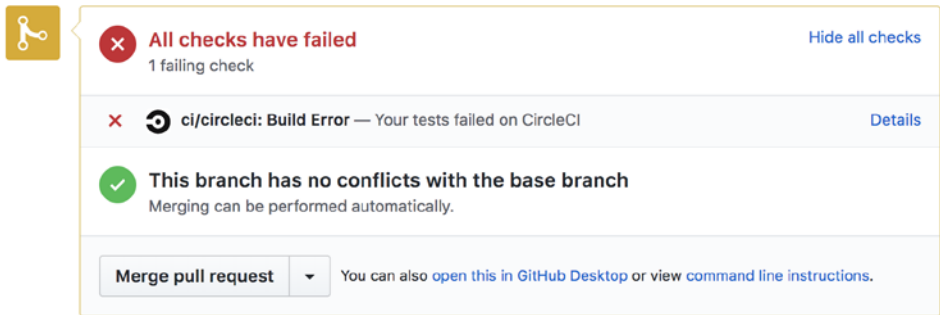 All checks have failed
Hide all checks
1 failing check
ci/circleci: Build Error — Your tests failed on CircleCI
Details
This branch has no conflicts with the base branch
Merging can be performed automatically.
Merge pull request
You can also open this in GitHub Desktop or view command line instructions.